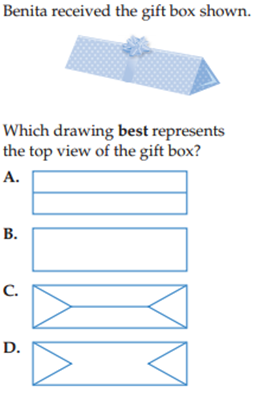 Benita received the gift box shown.
Which drawing best represents
the top view of the gift box?
A.
B.
C.
D.